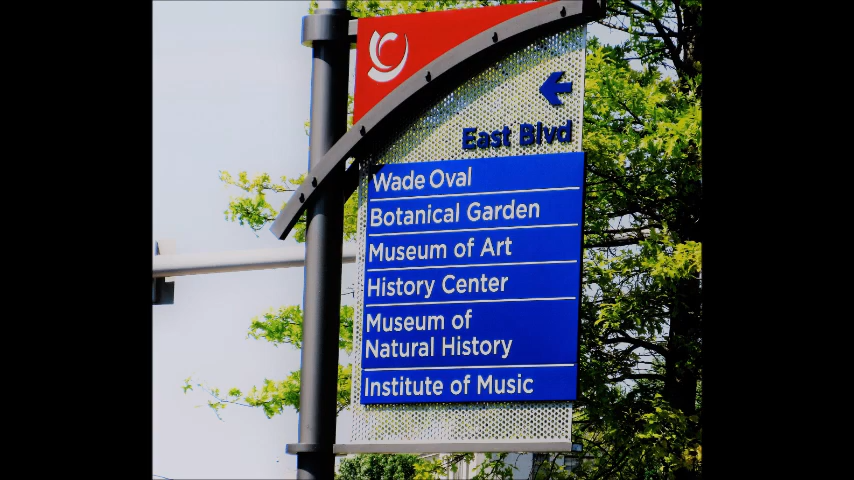 East Blvd
Wade Oval
Botanical Garden
Museum of Art
History Center
Museum of
Natural History
Institute of Music